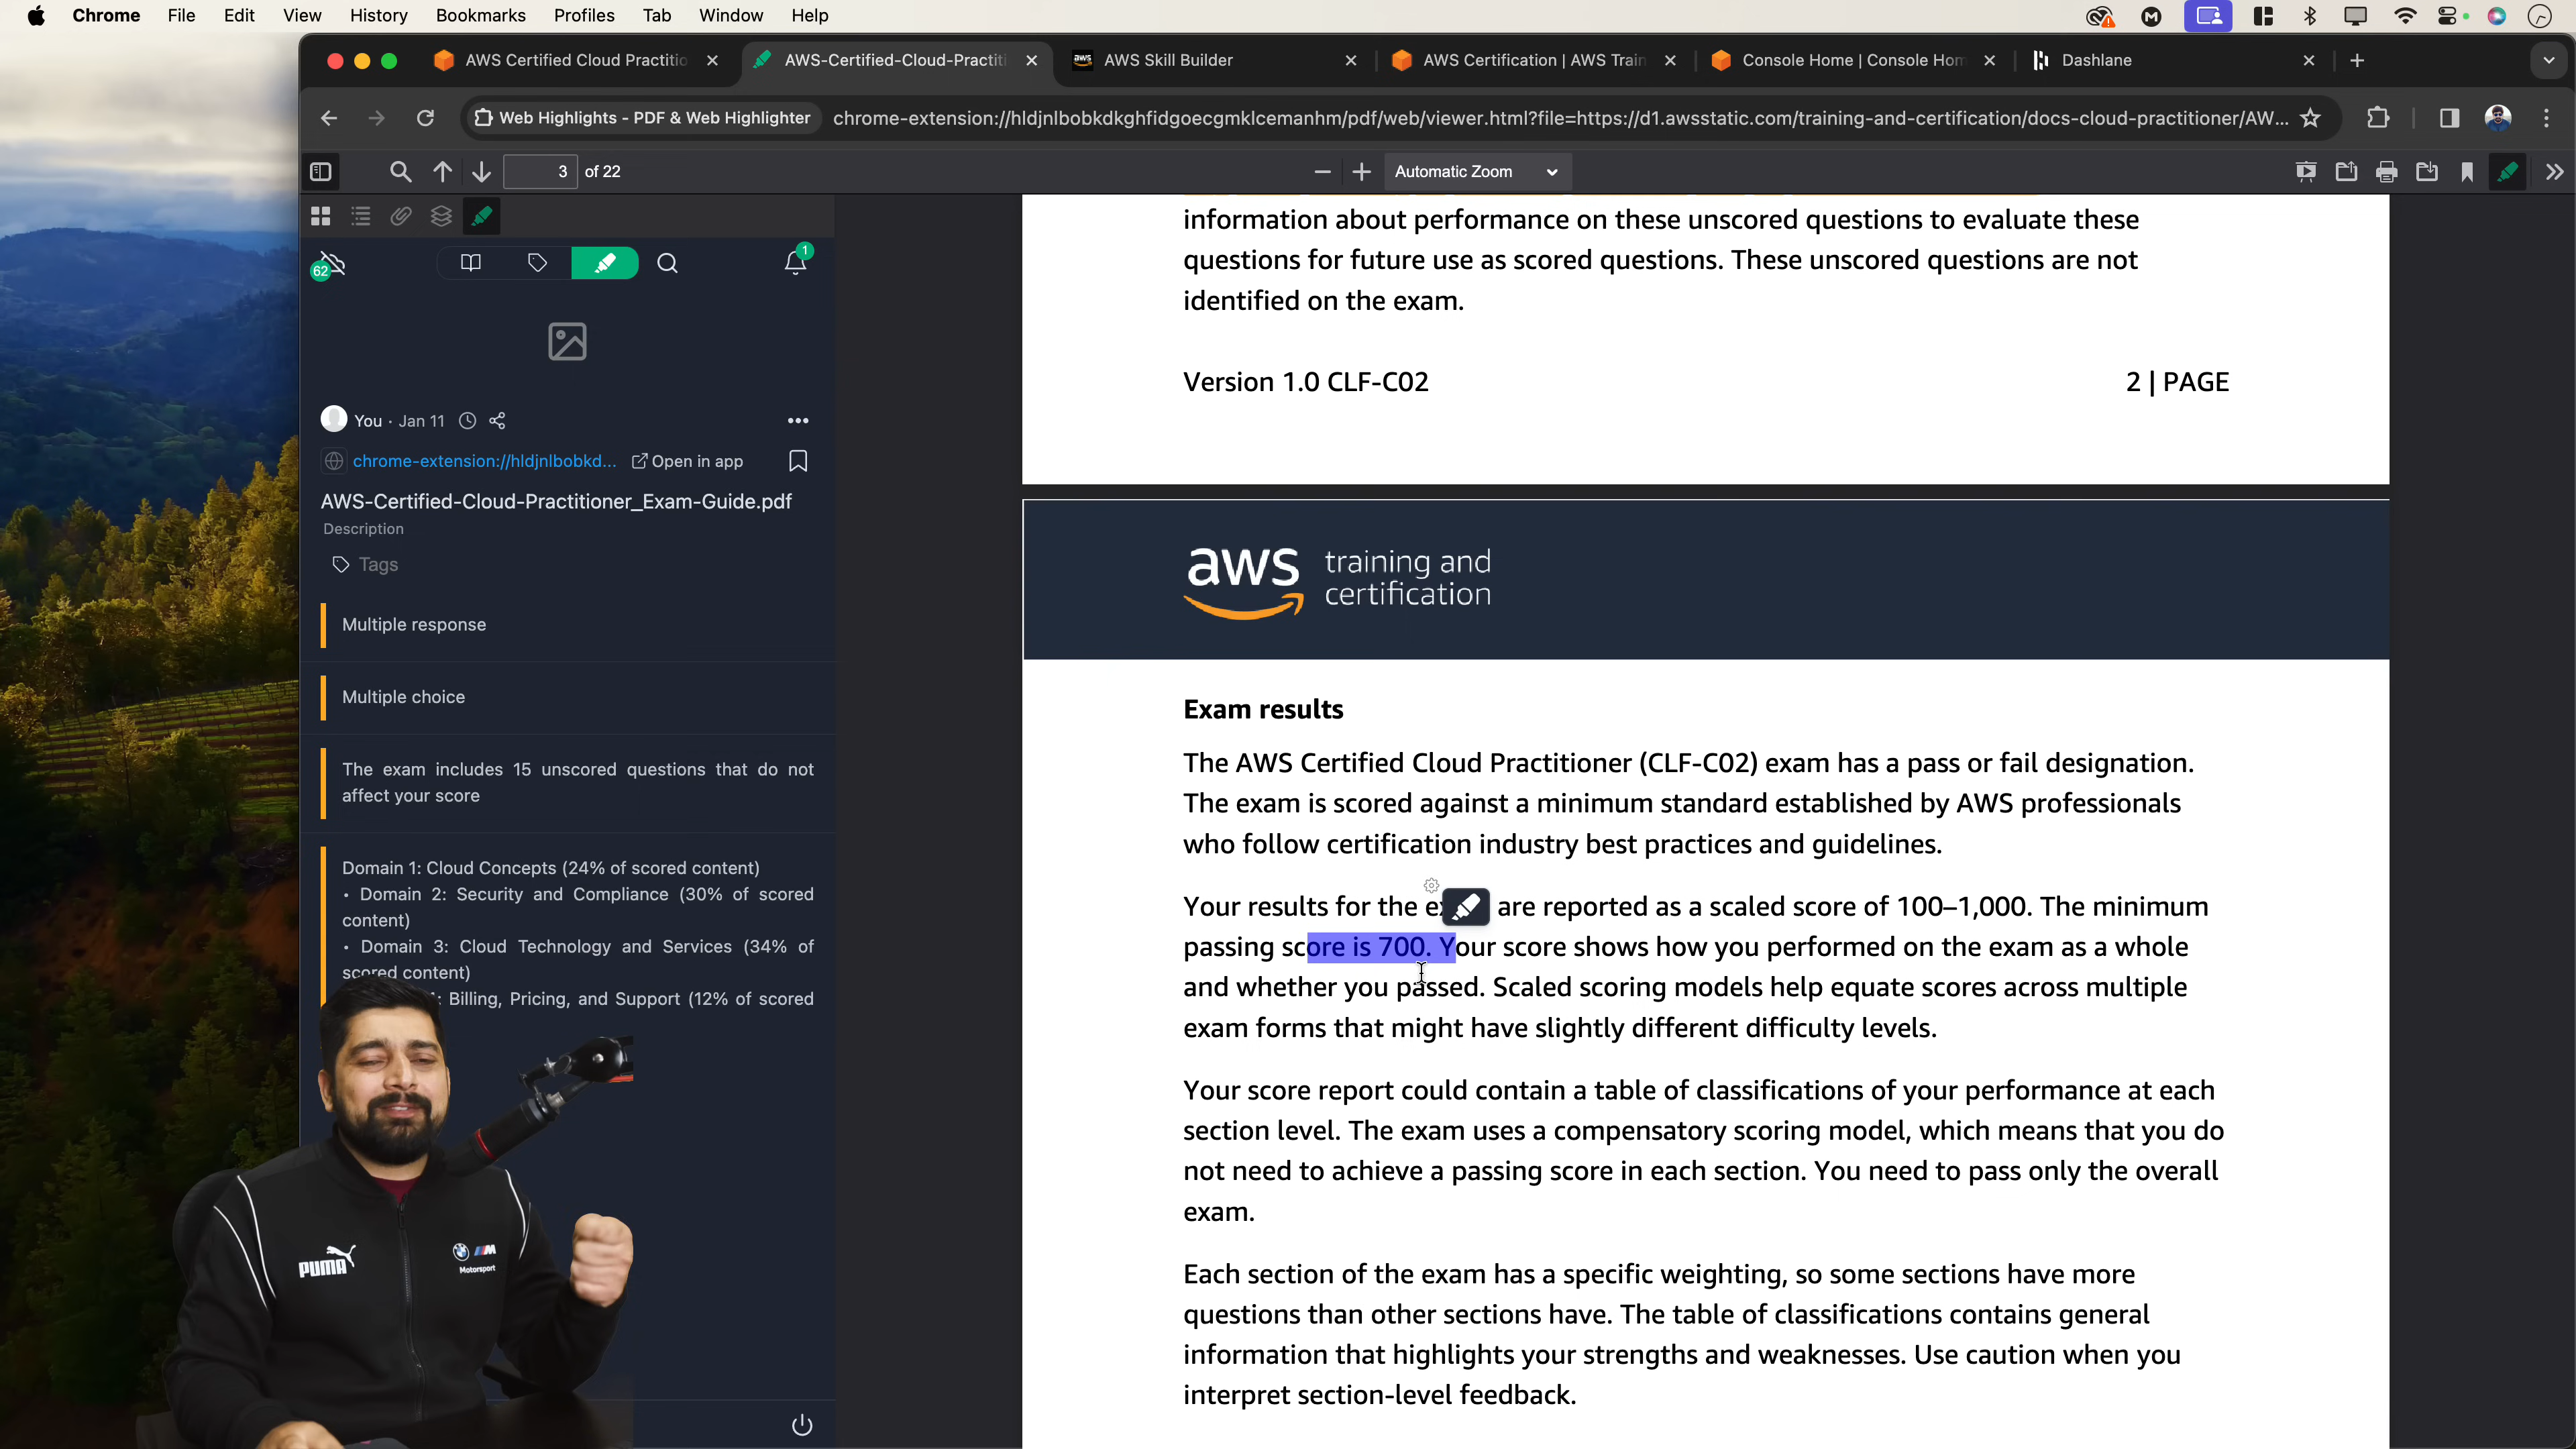 Chrome File Edit View History Bookmarks Profiles Tab Window Help
AWS Certified Cloud Practitio
AWS-Certified-Cloud-Practiti
aws AWS Skill Builder
AWS Certification | AWS Train
Console Home | Console Hom
Dashlane
Web Highlights - PDF & Web Highlighter
chrome-extension://hldjnlbobkdkghfidgoecgmklcemanhm/pdf/web/viewer.html?file=https://d1.awsstatic.com/training-and-certification/docs-cloud-practitioner/AW...
3 of 22
Automatic Zoom
62
1
You · Jan 11
chrome-extension://hldjnlbobkd...
Open in app
AWS-Certified-Cloud-Practitioner_Exam-Guide.pdf
Description
Tags
Multiple response
Multiple choice
The exam includes 15 unscored questions that do not
affect your score
Domain 1: Cloud Concepts (24% of scored content)
• Domain 2: Security and Compliance (30% of scored
content)
• Domain 3: Cloud Technology and Services (34% of
scored content)
: Billing, Pricing, and Support (12% of scored
PUMA
M
Motorsport
information about performance on these unscored questions to evaluate these
questions for future use as scored questions. These unscored questions are not
identified on the exam.
Version 1.0 CLF-C02
2 | PAGE
aws training and
certification
Exam results
The AWS Certified Cloud Practitioner (CLF-C02) exam has a pass or fail designation.
The exam is scored against a minimum standard established by AWS professionals
who follow certification industry best practices and guidelines.
Your results for the ex are reported as a scaled score of 100–1,000. The minimum
passing score is 700. Your score shows how you performed on the exam as a whole
and whether you passed. Scaled scoring models help equate scores across multiple
exam forms that might have slightly different difficulty levels.
Your score report could contain a table of classifications of your performance at each
section level. The exam uses a compensatory scoring model, which means that you do
not need to achieve a passing score in each section. You need to pass only the overall
exam.
Each section of the exam has a specific weighting, so some sections have more
questions than other sections have. The table of classifications contains general
information that highlights your strengths and weaknesses. Use caution when you
interpret section-level feedback.